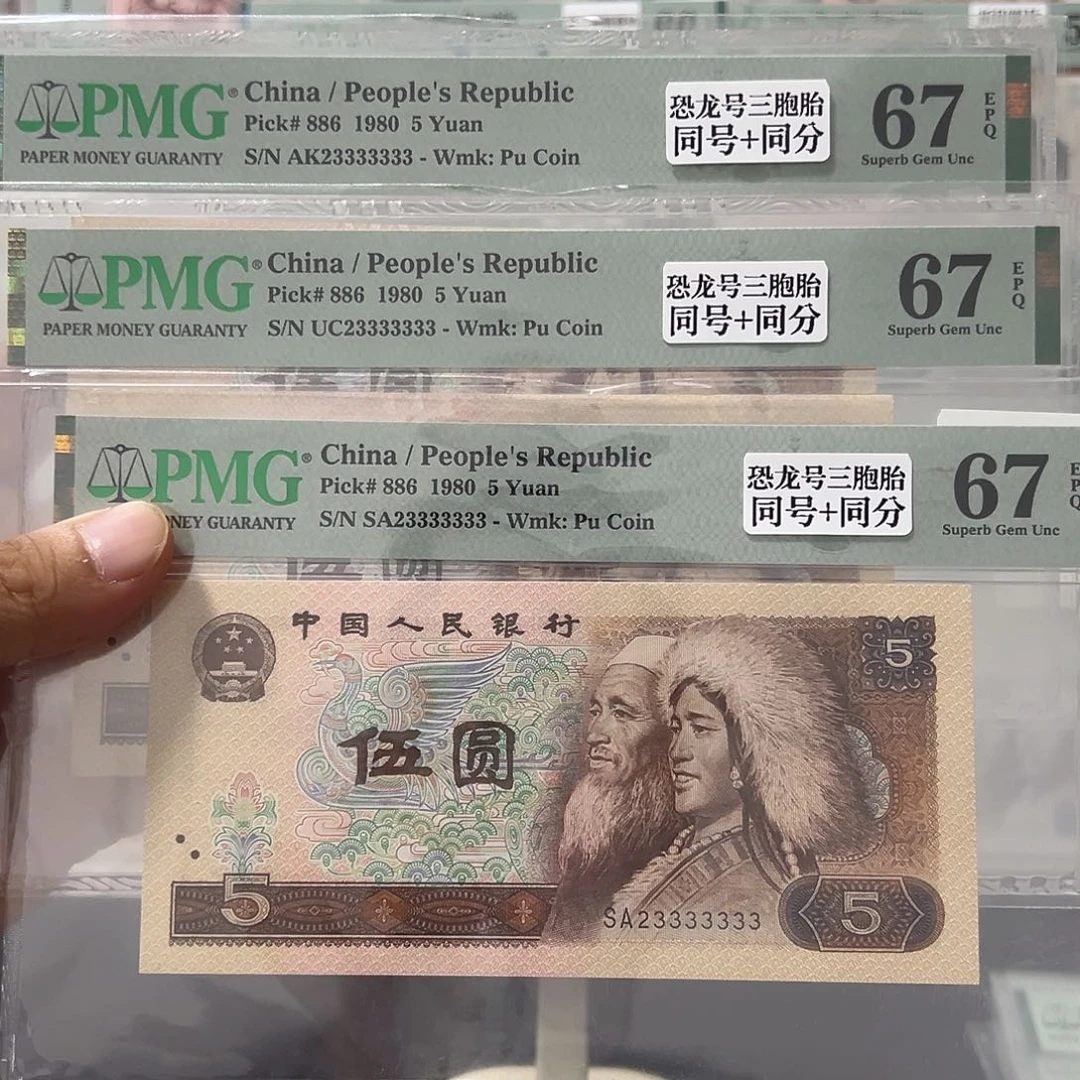 PMG® China / People's Republic
Pick# 886 1980 5 Yuan
PAPER MONEY GUARANTY S/N AK23333333 - Wmk: Pu Coin
恐龙号三胞胎
同号+同分
67 EPQ
Superb Gem Unc
PMG® China / People's Republic
Pick# 886 1980 5 Yuan
PAPER MONEY GUARANTY S/N UC23333333 - Wmk: Pu Coin
恐龙号三胞胎
同号+同分
67 EPQ
Superb Gem Unc
PMG® China / People's Republic
Pick# 886 1980 5 Yuan
NEY GUARANTY S/N SA23333333 - Wmk: Pu Coin
恐龙号三胞胎
同号+同分
67 EPQ
Superb Gem Unc
中国人民银行
5
伍圆
5
SA23333333
5